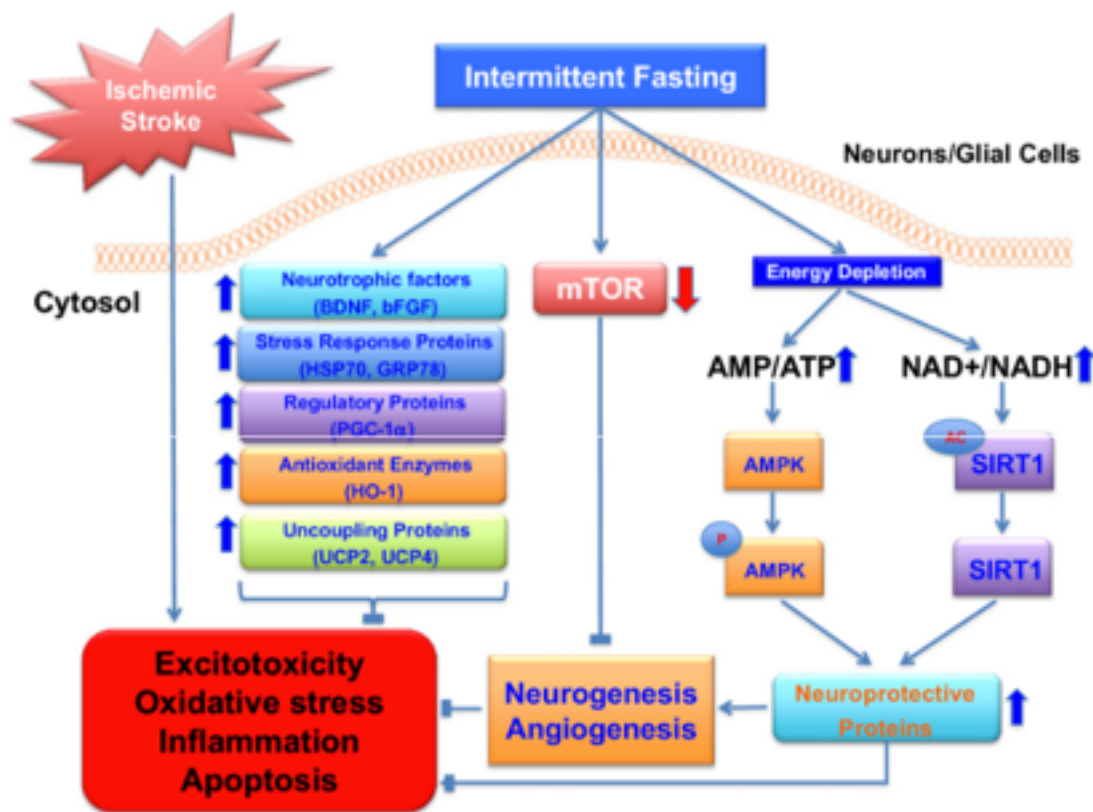 Ischemic
Stroke
Intermittent Fasting
Neurons/Glial Cells
Cytosol
Neurotrophic factors
(BDNF, bFGF)
Stress Response Proteins
(HSP70, GRP78)
Regulatory Proteins
(PGC-1α)
Antioxidant Enzymes
(HO-1)
Uncoupling Proteins
(UCP2, UCP4)
mTOR
Energy Depletion
AMP/ATP
NAD+/NADH
AMPK
AC
SIRT1
P
AMPK
SIRT1
Excitotoxicity
Oxidative stress
Inflammation
Apoptosis
Neurogenesis
Angiogenesis
Neuroprotective
Proteins